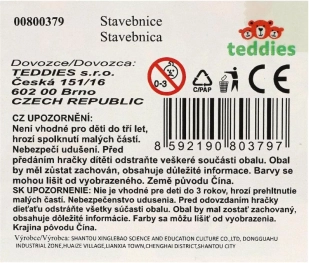 00800379
Stavebnice
Stavebnica
teddies
Dovozce/Dovozca:
TEDDIES s.r.o.
Česká 151/16
602 00 Brno
CZECH REPUBLIC
0-3
C/PAP
CE
8 592190 803797
CZ UPOZORNĚNÍ:
Není vhodné pro děti do tří let,
hrozí spolknutí malých částí.
Nebezpečí udušení. Před
předáním hračky dítěti odstraňte veškeré součásti obalu. Obal
by měl zůstat zachován, obsahuje důležité informace. Barvy se
mohou lišit od vyobrazeného. Země původu Čína.
SK UPOZORNENIE: Nie je vhodné pre deti do 3 rokov, hrozí prehltnutie
malých častí. Nebezpečenstvo udusenia. Pred odovzdaním hračky
dieťaťu odstráňte všetky súčasti obalu. Obal by mal zostať zachovaný,
obsahuje dôležité informácie. Farby sa môžu líšiť od vyobrazeného.
Krajina pôvodu Čína.
Výrobce/Výrobca: SHANTOU XINGLEBAO SCIENCE AND EDUCATION CULTURE CO.,LTD, DONGGUAHU
INDUSTRIAL ZONE,HUAIZE VILLAGE,LIANXIA TOWN,CHENGHAI DISTRICT,SHANTOU CITY